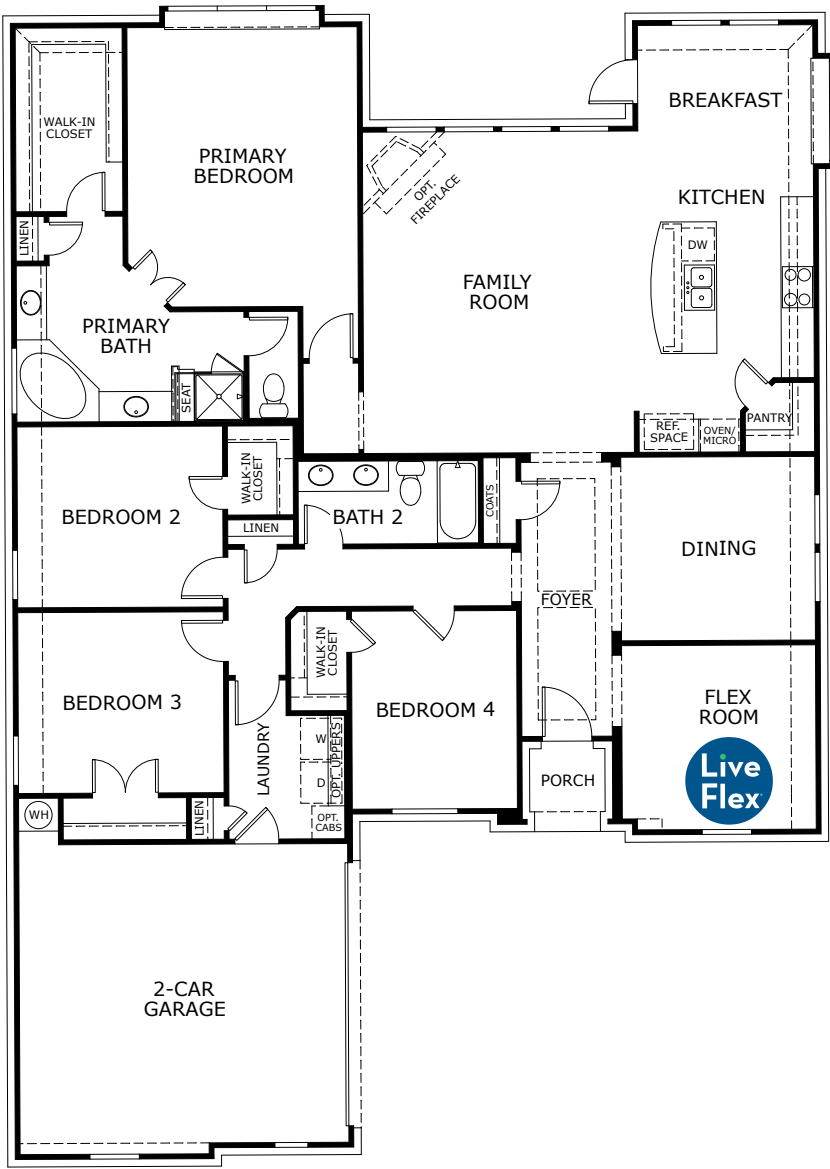 BREAKFAST
WALK-IN
CLOSET
PRIMARY
BEDROOM
OPT.
FIREPLACE
KITCHEN
LINEN
DW
FAMILY
ROOM
PRIMARY
BATH
SEAT
PANTRY
REF.
SPACE
OVEN/
MICRO
WALK-IN
CLOSET
BEDROOM 2
LINEN
BATH 2
COATS
DINING
FOYER
WALK-IN
CLOSET
BEDROOM 3
BEDROOM 4
FLEX
ROOM
LAUNDRY
W
D
OPT. UPPERS
OPT.
CABS
PORCH
Live
Flex
WH
LINEN
2-CAR
GARAGE